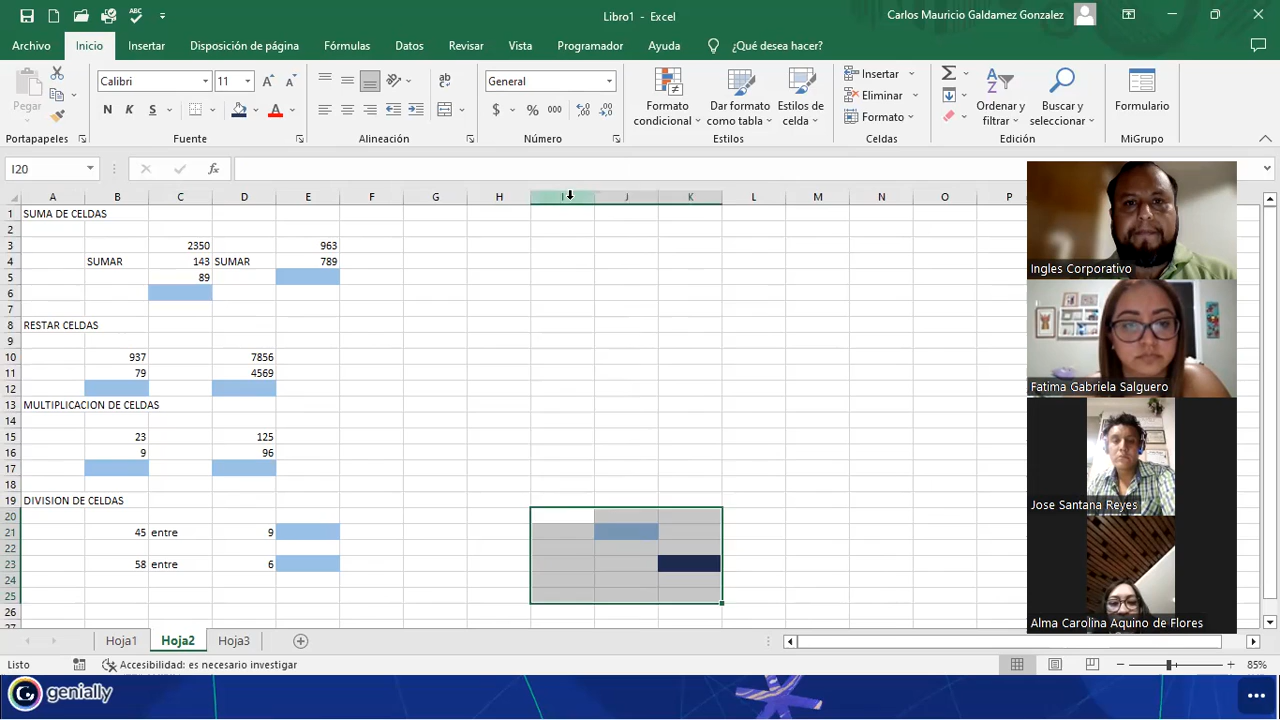 Libro1 - Excel
Carlos Mauricio Galdamez Gonzalez
Archivo Inicio Insertar Disposición de página Fórmulas Datos Revisar Vista Programador Ayuda ¿Qué desea hacer?
Pegar
Calibri 11
N K S
General
$ % 000
Formato condicional
Dar formato como tabla
Estilos de celda
Insertar
Eliminar
Formato
Ordenar y filtrar
Buscar y seleccionar
Formulario
Portapapeles Fuente Alineación Número Estilos Celdas Edición MiGrupo
I20 fx
A B C D E F G H I J K L M N O P
1 SUMA DE CELDAS
2
3 2350 963
4 SUMAR 143 SUMAR 789
5 89
6
7
8 RESTAR CELDAS
9
10 937 7856
11 79 4569
12
13 MULTIPLICACION DE CELDAS
14
15 23 125
16 9 96
17
18
19 DIVISION DE CELDAS
20
21 45 entre 9
22
23 58 entre 6
24
25
26
27
Ingles Corporativo
Fatima Gabriela Salguero
Jose Santana Reyes
Alma Carolina Aquino de Flores
Hoja1 Hoja2 Hoja3
Listo Accesibilidad: es necesario investigar 85%
genially